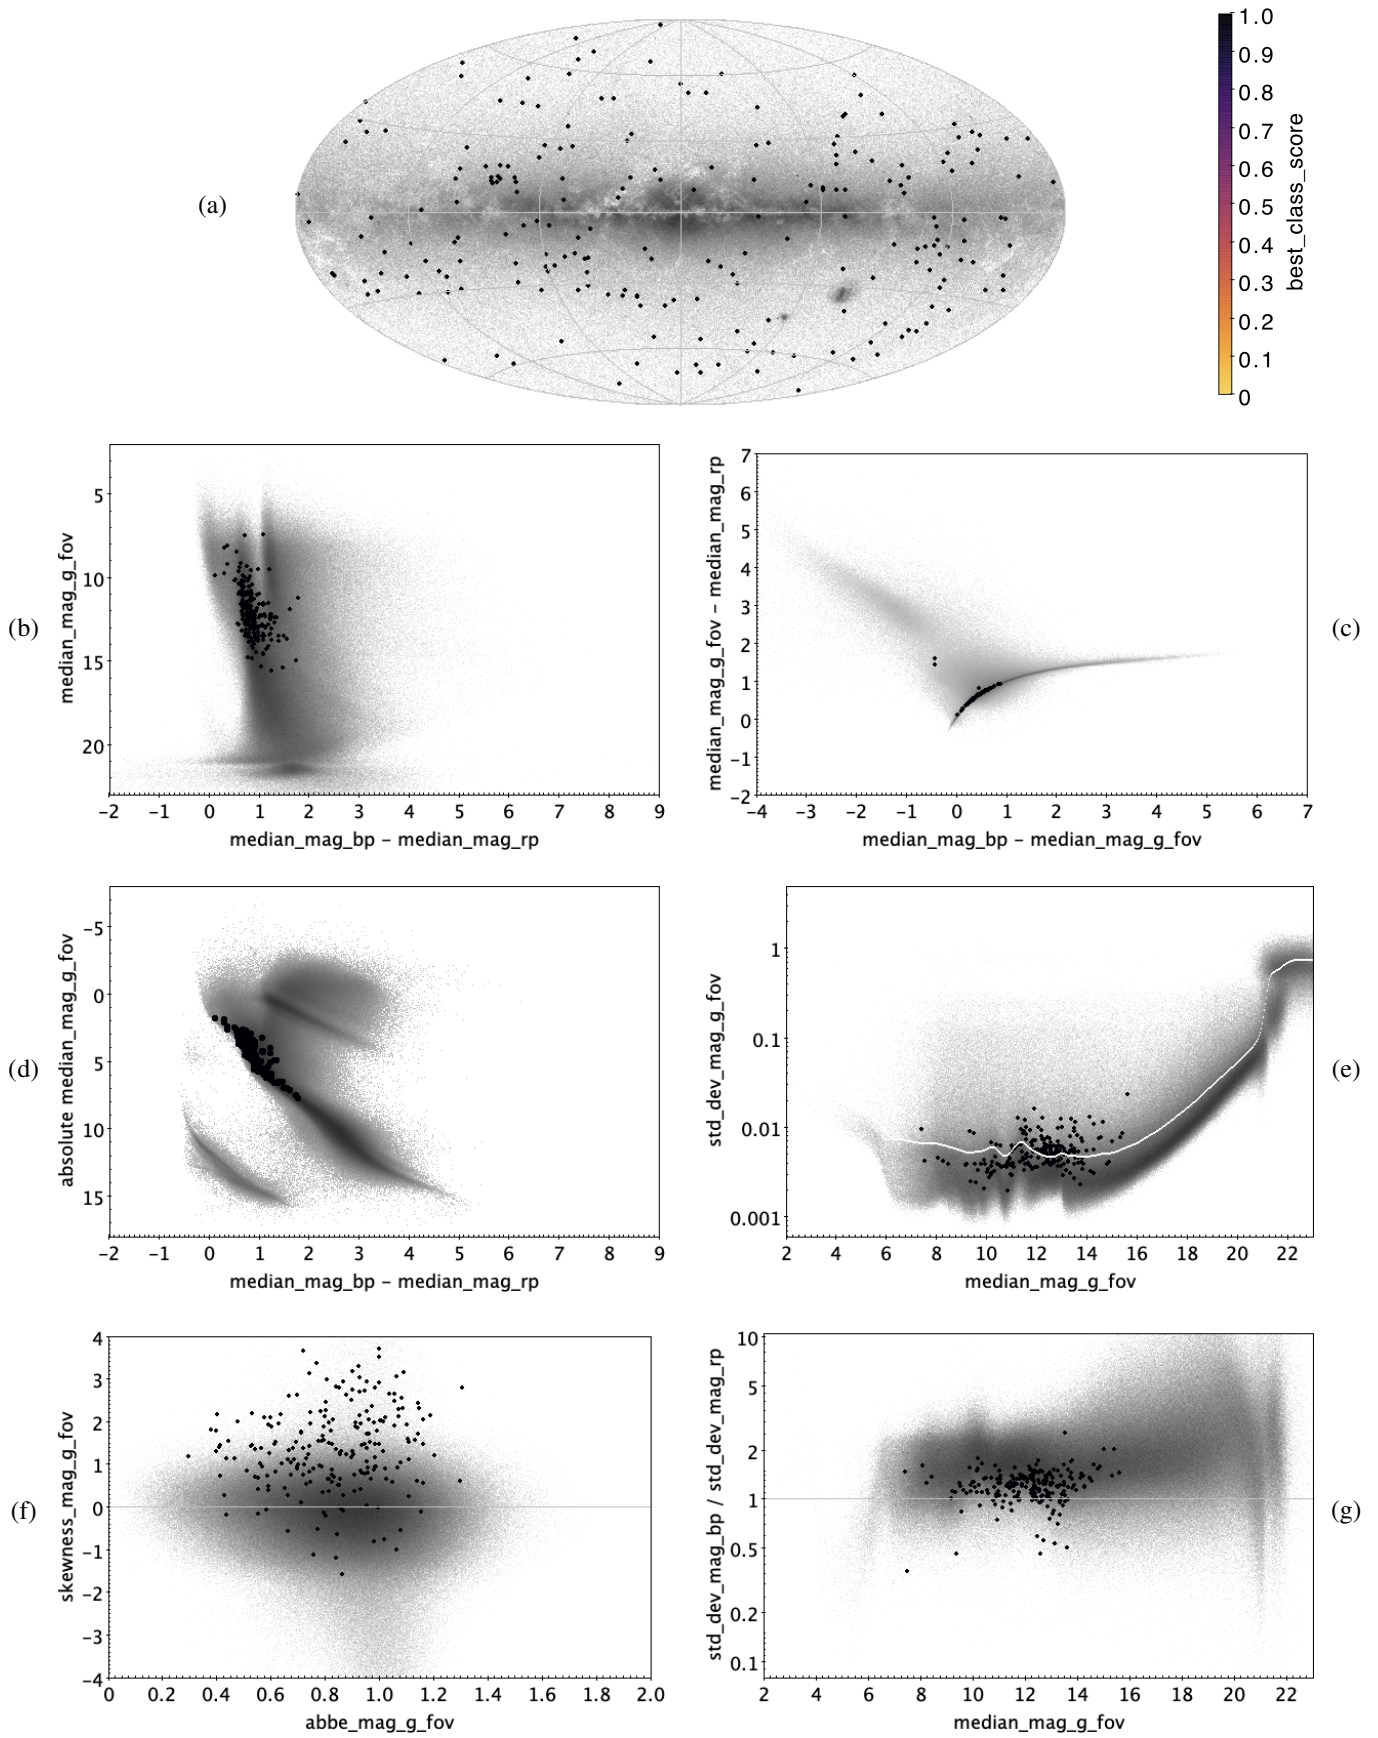 (a)
1.0
0.9
0.8
0.7
0.6
0.5
0.4
0.3
0.2
0.1
0
best_class_score
(b)
5
10
15
20
median_mag_g_fov
−2 −1 0 1 2 3 4 5 6 7 8 9
median_mag_bp − median_mag_rp
(c)
7
6
5
4
3
2
1
0
−1
−2
median_mag_g_fov − median_mag_rp
−4 −3 −2 −1 0 1 2 3 4 5 6 7
median_mag_bp − median_mag_g_fov
(d)
−5
0
5
10
15
absolute median_mag_g_fov
−2 −1 0 1 2 3 4 5 6 7 8 9
median_mag_bp − median_mag_rp
(e)
1
0.1
0.01
0.001
std_dev_mag_g_fov
2 4 6 8 10 12 14 16 18 20 22
median_mag_g_fov
(f)
4
3
2
1
0
−1
−2
−3
−4
skewness_mag_g_fov
0 0.2 0.4 0.6 0.8 1.0 1.2 1.4 1.6 1.8 2.0
abbe_mag_g_fov
(g)
10
5
2
1
0.5
0.2
0.1
std_dev_mag_bp / std_dev_mag_rp
2 4 6 8 10 12 14 16 18 20 22
median_mag_g_fov